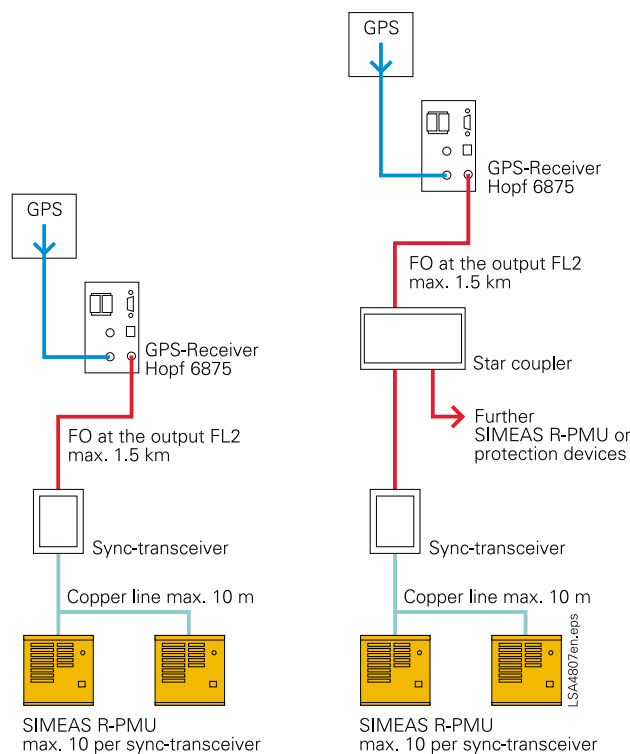 GPS
GPS-Receiver
Hopf 6875
FO at the output FL2
max. 1.5 km
Sync-transceiver
Copper line max. 10 m
SIMEAS R-PMU
max. 10 per sync-transceiver
GPS
GPS-Receiver
Hopf 6875
FO at the output FL2
max. 1.5 km
Star coupler
Further
SIMEAS R-PMU or
protection devices
Sync-transceiver
Copper line max. 10 m
LSA4807en.eps
SIMEAS R-PMU
max. 10 per sync-transceiver